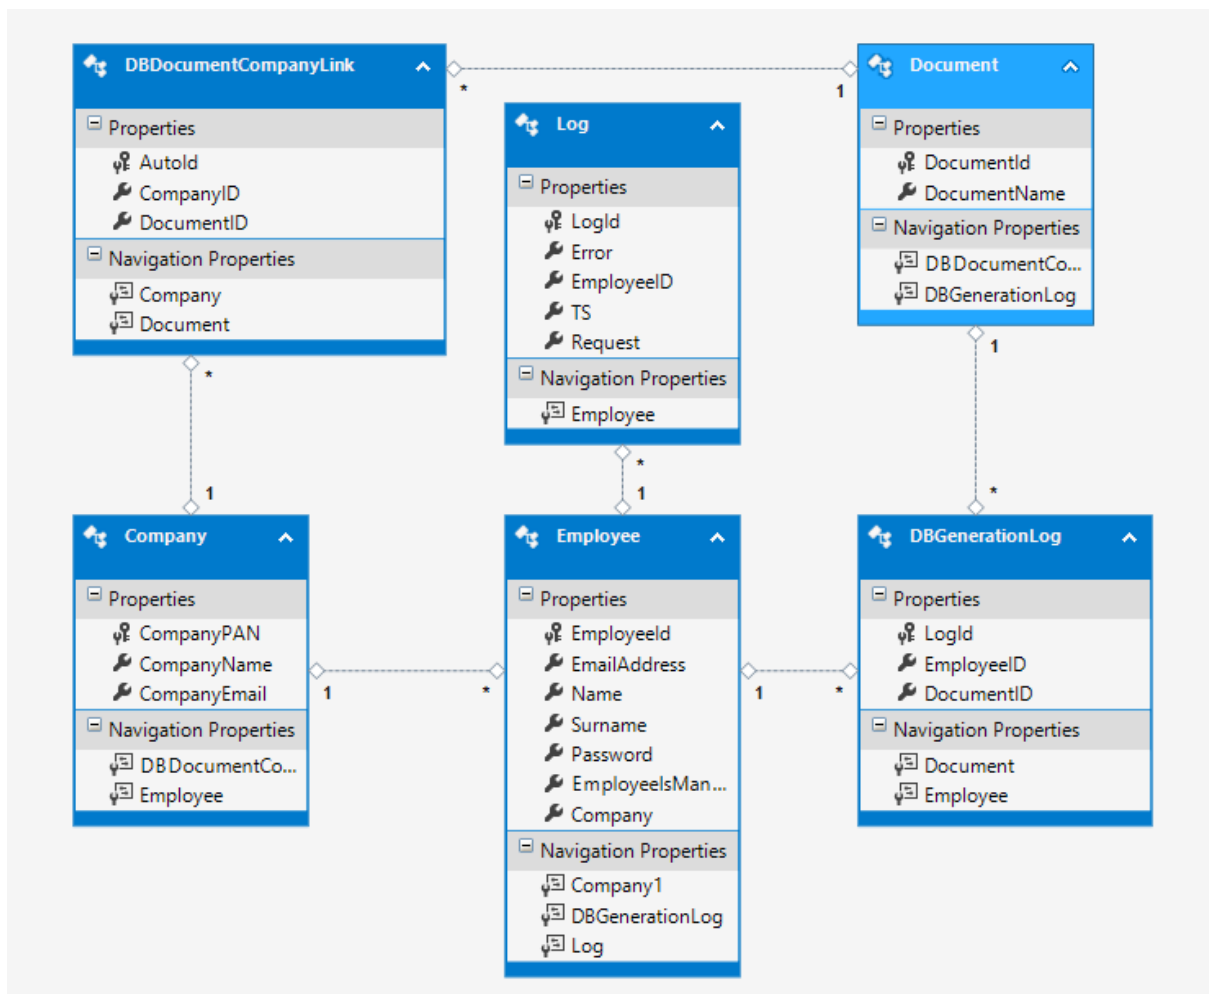 DBDocumentCompanyLink
Properties
AutoId
CompanyID
DocumentID
Navigation Properties
Company
Document
*
1
Document
Properties
DocumentId
DocumentName
Navigation Properties
DBDocumentCo...
DBGenerationLog
Log
Properties
LogId
Error
EmployeeID
TS
Request
Navigation Properties
Employee
*
1
*
1
1
*
Company
Properties
CompanyPAN
CompanyName
CompanyEmail
Navigation Properties
DBDocumentCo...
Employee
1
*
Employee
Properties
EmployeeId
EmailAddress
Name
Surname
Password
EmployeeIsMan...
Company
Navigation Properties
Company1
DBGenerationLog
Log
1
*
DBGenerationLog
Properties
LogId
EmployeeID
DocumentID
Navigation Properties
Document
Employee